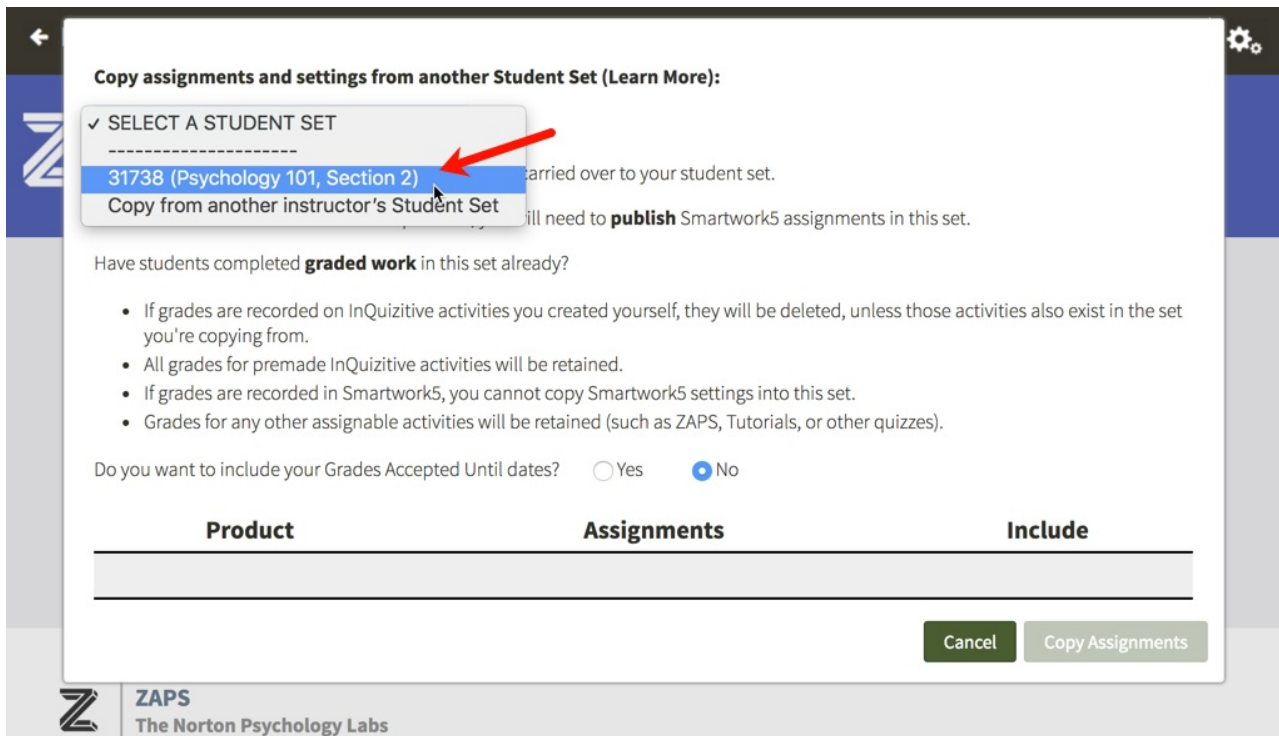 Copy assignments and settings from another Student Set (Learn More):
✓ SELECT A STUDENT SET
---------------------
31738 (Psychology 101, Section 2)
carried over to your student set.
Copy from another instructor's Student Set
ill need to publish Smartwork5 assignments in this set.
Have students completed graded work in this set already?
• If grades are recorded on InQuizitive activities you created yourself, they will be deleted, unless those activities also exist in the set
you're copying from.
• All grades for premade InQuizitive activities will be retained.
• If grades are recorded in Smartwork5, you cannot copy Smartwork5 settings into this set.
• Grades for any other assignable activities will be retained (such as ZAPS, Tutorials, or other quizzes).
Do you want to include your Grades Accepted Until dates? Yes No
Product Assignments Include
Cancel Copy Assignments
ZAPS
The Norton Psychology Labs